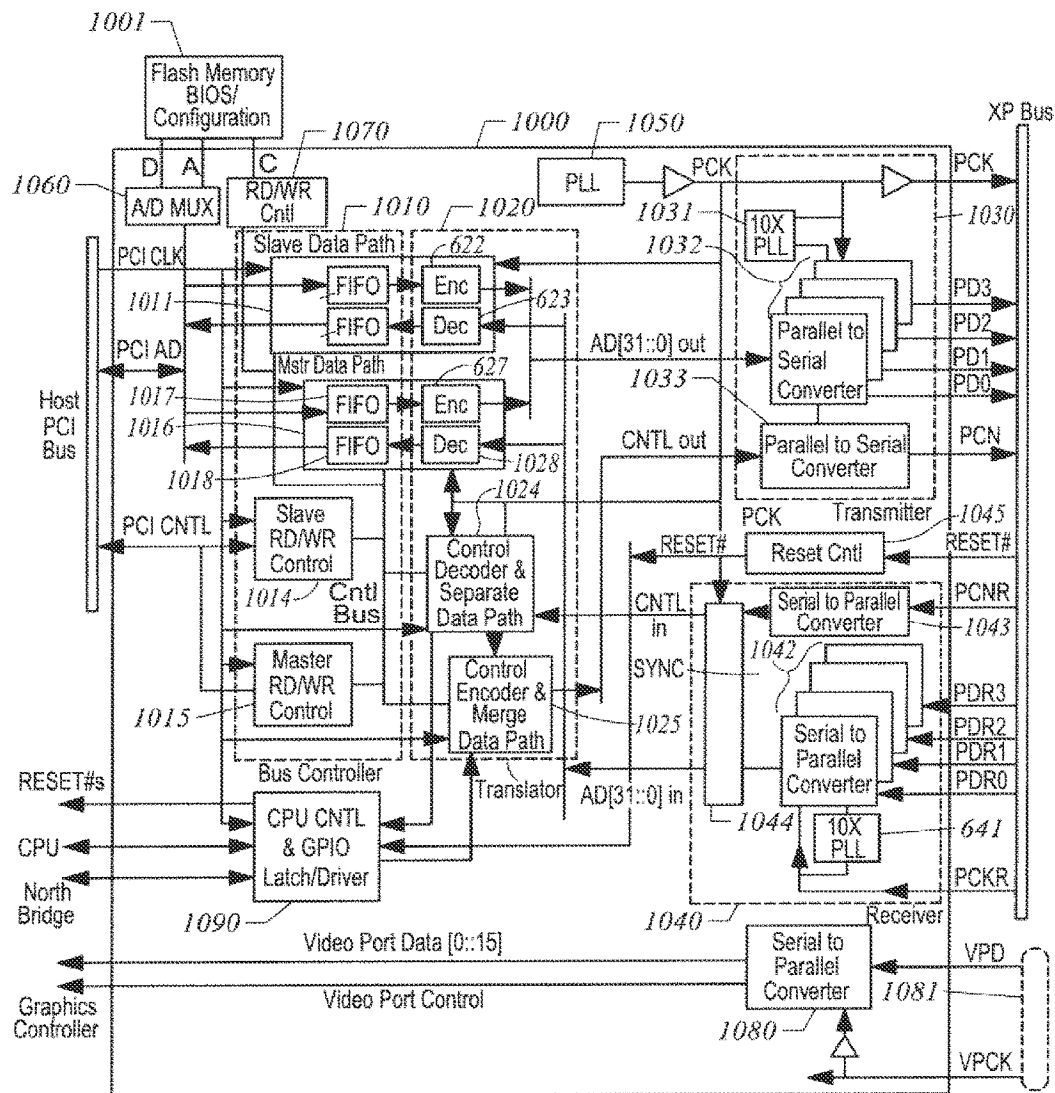 1001
Flash Memory
BIOS/
Configuration
1070
1000
1050
XP Bus
D
A
C
1060
A/D MUX
RD/WR
Cntl
PLL
PCK
PCK
1010
1020
1031
10X
PLL
1030
1032
PCI CLK
Slave Data Path
622
FIFO
Enc
1011
FIFO
Dec
623
PD3
PD2
PD1
PD0
PCI AD
Mstr Data Path
627
AD[31::0] out
Parallel to
Serial
Converter
1033
1017
FIFO
Enc
Host
PCI
Bus
1016
FIFO
Dec
CNTL out
Parallel to Serial
Converter
PCN
1018
1028
1024
PCI CNTL
Slave
RD/WR
Control
1014
Control
Decoder &
Separate
Data Path
PCK
Transmitter
1045
RESET#
Reset Cntl
RESET#
Cntl
Bus
CNTL
in
Serial to Parallel
Converter
PCNR
1043
1042
SYNC
Master
RD/WR
Control
1015
Control
Encoder &
Merge
Data Path
1025
Serial to
Parallel
Converter
PDR3
PDR2
PDR1
PDR0
Bus Controller
Translator
RESET#s
AD[31::0] in
1044
10X
PLL
641
CPU
CPU CNTL
& GPIO
Latch/Driver
North
Bridge
1090
PCKR
1040
Receiver
Video Port Data [0::15]
Serial to
Parallel
Converter
VPD
1081
Graphics
Controller
Video Port Control
1080
VPCK